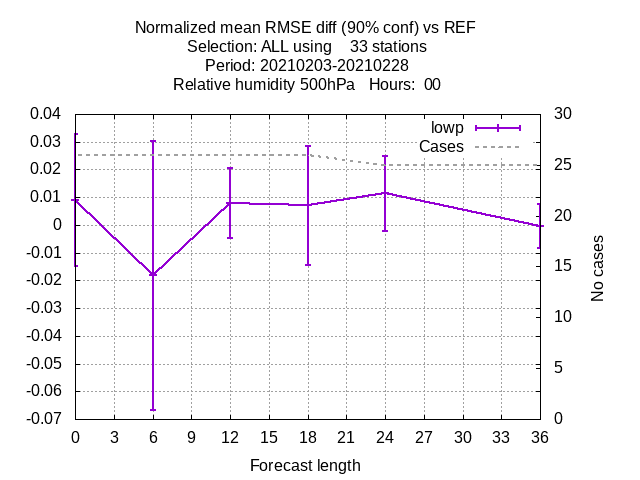 Normalized mean RMSE diff (90% conf) vs REF
Selection: ALL using    33 stations
Period: 20210203-20210228
Relative humidity 500hPa   Hours:  00
0.04
0.03
0.02
0.01
0
-0.01
-0.02
-0.03
-0.04
-0.05
-0.06
-0.07
lowp
Cases
30
25
20
15
10
5
0
No cases
0 3 6 9 12 15 18 21 24 27 30 33 36
Forecast length